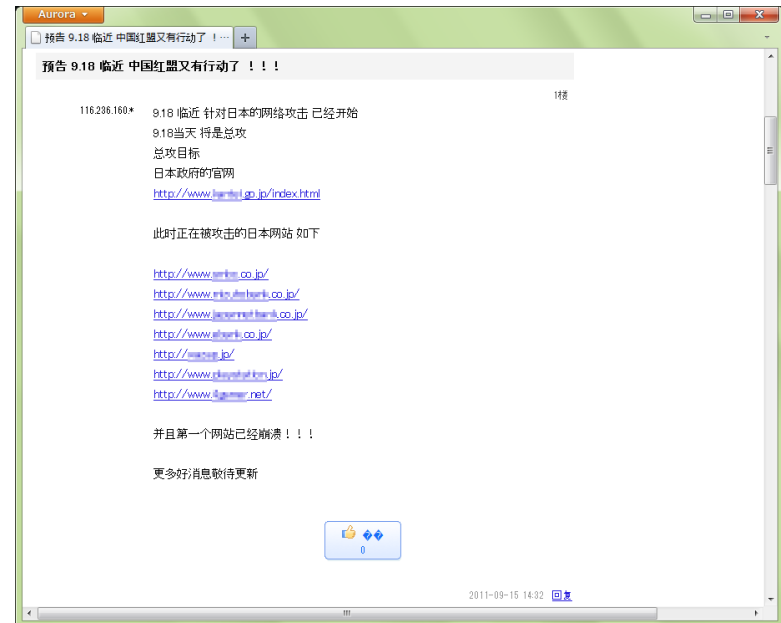 Aurora
预告 9.18 临近 中国红盟又有行动了 ！…
预告 9.18 临近 中国红盟又有行动了 ！！！
1楼
116.236.160.*
9.18 临近 针对日本的网络攻击 已经开始
9.18当天 将是总攻
总攻目标
日本政府的官网
http://www. .go.jp/index.html
此时正在被攻击的日本网站 如下
http://www. .co.jp/
http://www. .co.jp/
http://www. .co.jp/
http://www. .co.jp/
http:// .jp/
http://www. .jp/
http://www. .net/
并且第一个网站已经崩溃！！！
更多好消息敬待更新
��
0
2011-09-15 14:32 回复